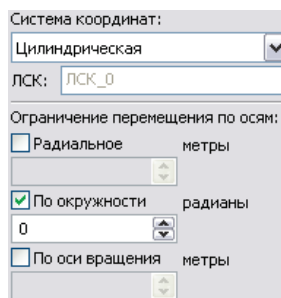 Система координат:
Цилиндрическая
ЛСК: ЛСК_0
Ограничение перемещения по осям:
Радиальное метры
По окружности радианы
0
По оси вращения метры